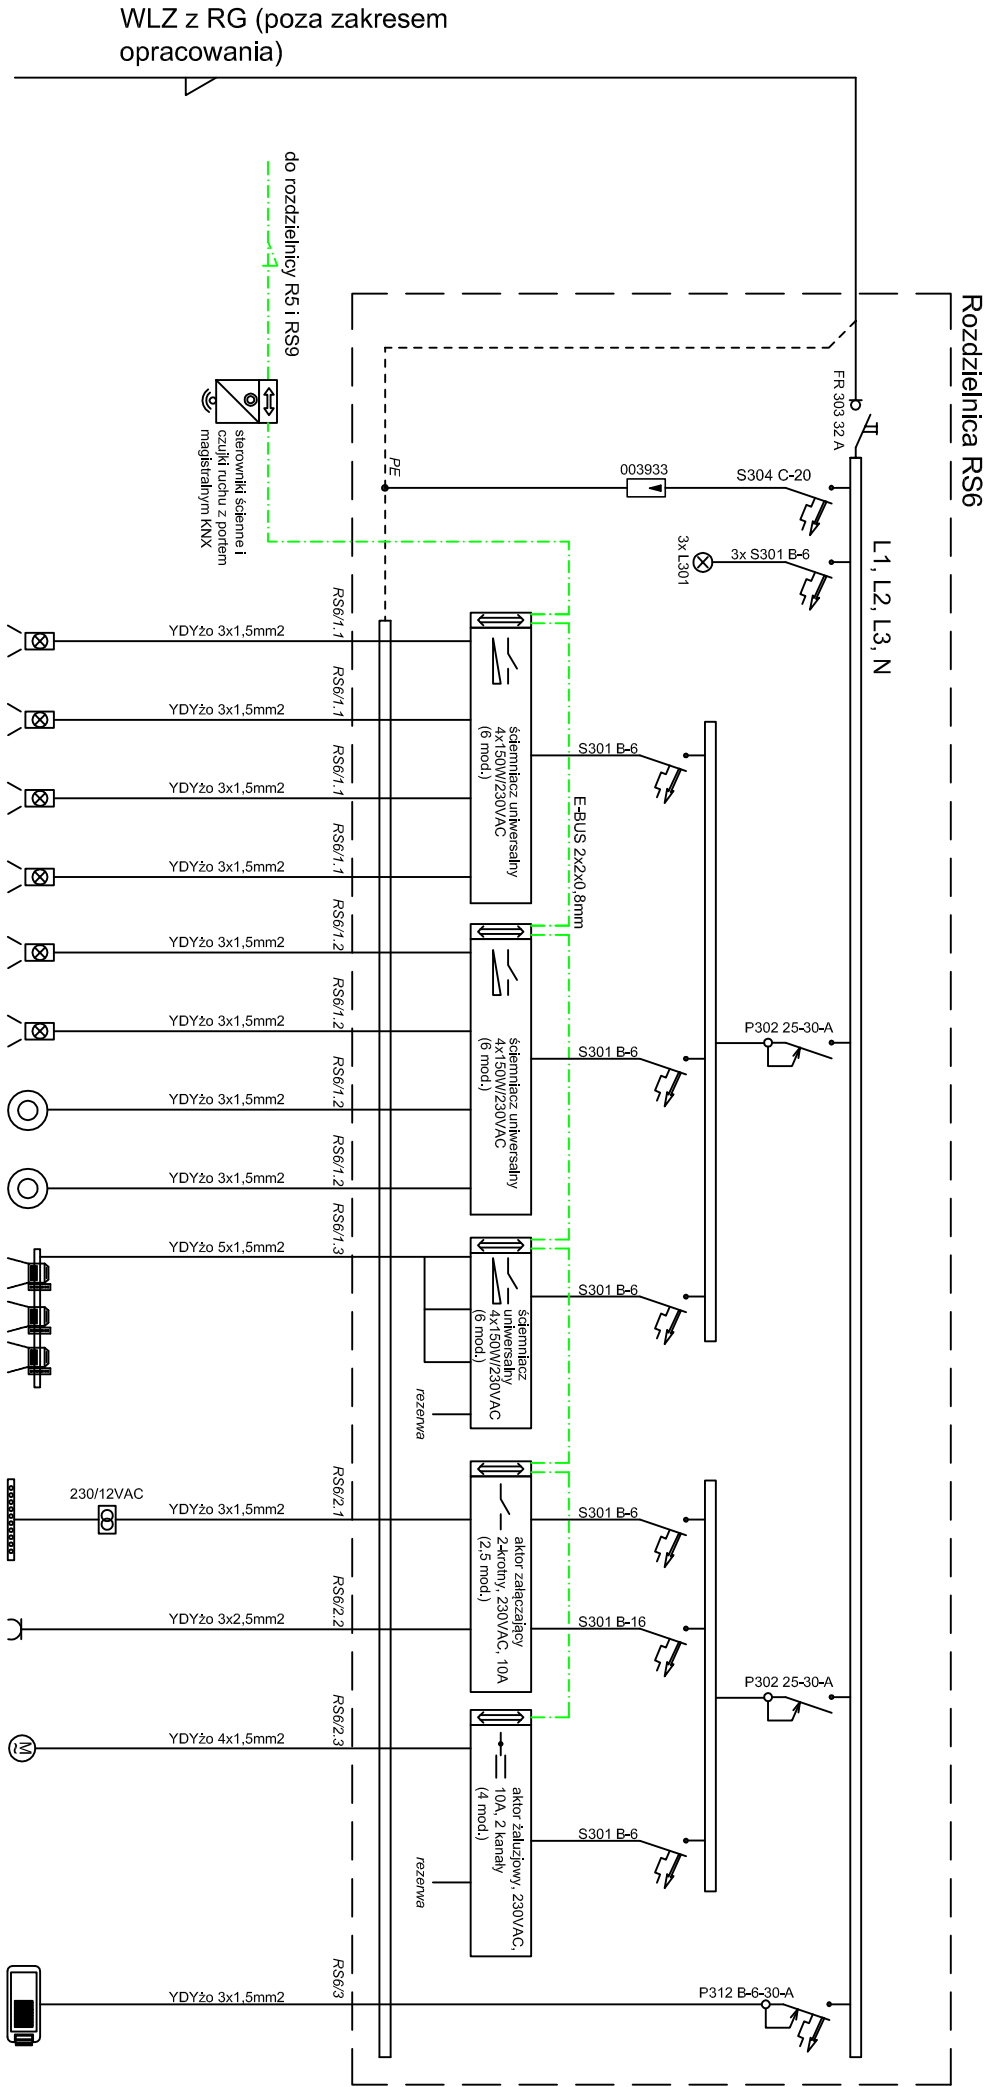 WLZ z RG (poza zakresem
opracowania)
do rozdzielnicy R5 i RS9
Rozdzielnica RS6
FR 303 32 A
sterowniki ścienne i
czujki ruchu z portem
magistralnym KNX
PE
003933
S304 C-20
L1, L2, L3, N
3x L301
3x S301 B-6
RS6/1.1
YDYżo 3x1,5mm2
RS6/1.1
YDYżo 3x1,5mm2
ściemniacz uniwersalny
4x150W/230VAC
(6 mod.)
S301 B-6
RS6/1.1
YDYżo 3x1,5mm2
E-BUS 2x2x0,8mm
RS6/1.1
YDYżo 3x1,5mm2
RS6/1.2
YDYżo 3x1,5mm2
RS6/1.2
YDYżo 3x1,5mm2
P302 25-30-A
ściemniacz uniwersalny
4x150W/230VAC
(6 mod.)
S301 B-6
RS6/1.2
YDYżo 3x1,5mm2
RS6/1.2
YDYżo 3x1,5mm2
RS6/1.3
YDYżo 5x1,5mm2
S301 B-6
ściemniacz
uniwersalny
4x150W/230VAC
(6 mod.)
rezerwa
RS6/2.1
230/12VAC
YDYżo 3x1,5mm2
S301 B-6
aktor załączający
2-krotny, 230VAC, 10A
(2,5 mod.)
RS6/2.2
YDYżo 3x2,5mm2
S301 B-16
P302 25-30-A
RS6/2.3
YDYżo 4x1,5mm2
M
~
aktor żaluzjowy, 230VAC,
10A, 2 kanały
(4 mod.)
S301 B-6
rezerwa
RS6/3
YDYżo 3x1,5mm2
P312 B-6-30-A